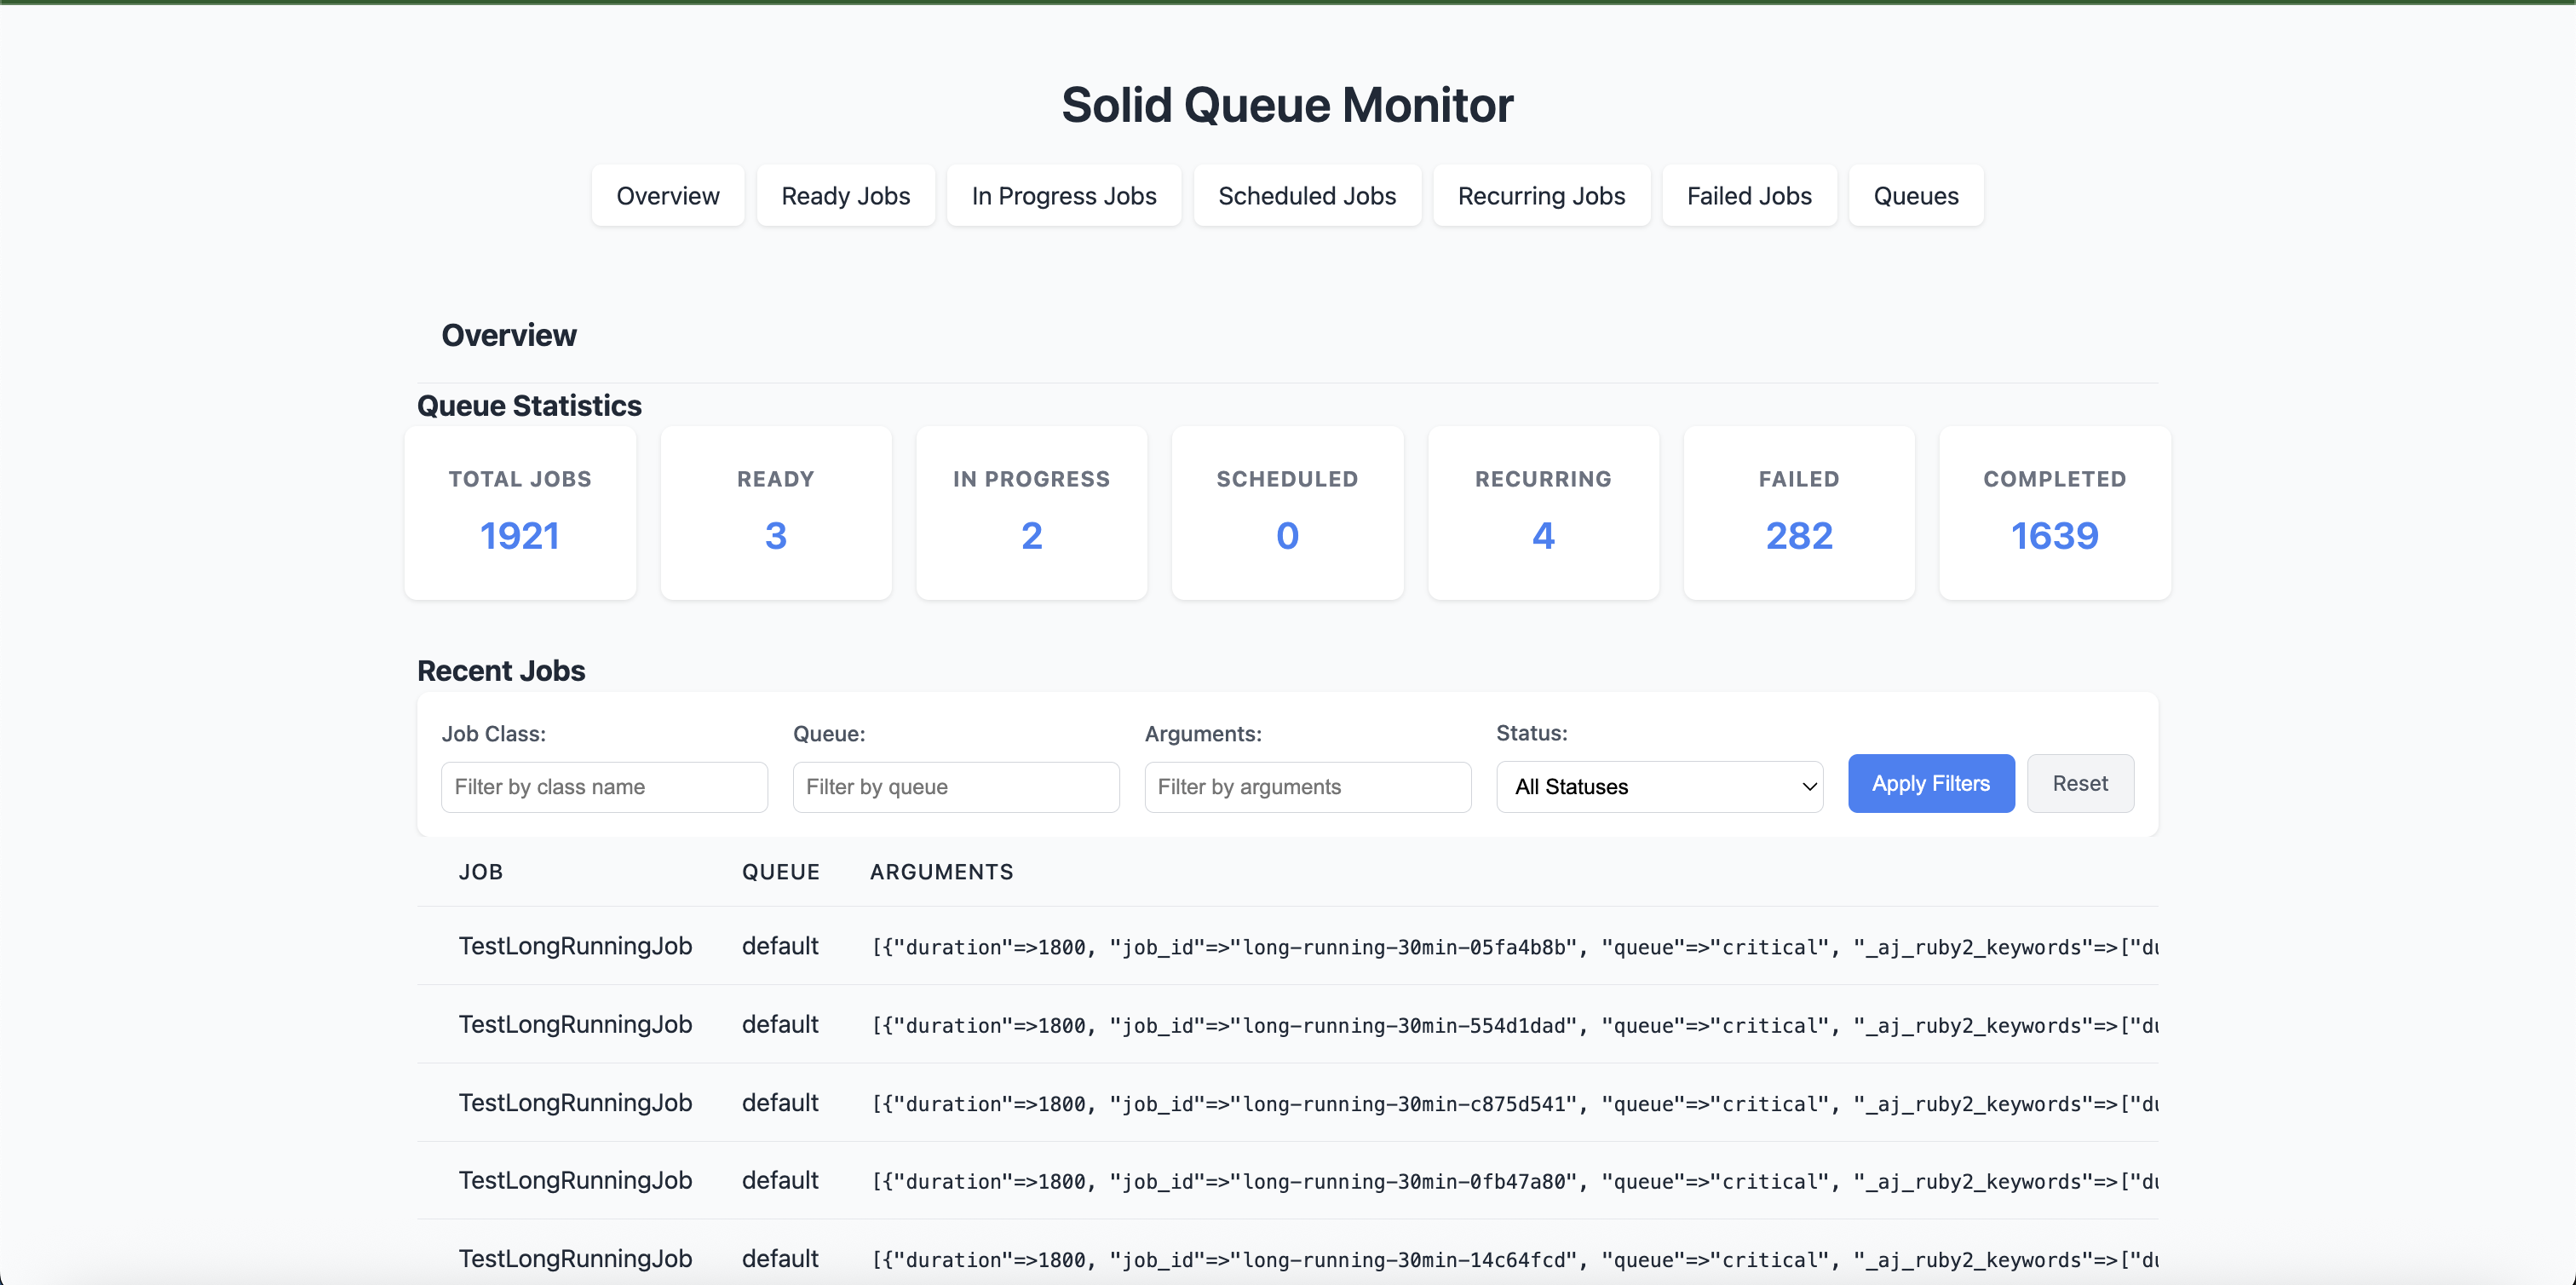 Solid Queue Monitor
Overview Ready Jobs In Progress Jobs Scheduled Jobs Recurring Jobs Failed Jobs Queues
Overview
Queue Statistics
TOTAL JOBS READY IN PROGRESS SCHEDULED RECURRING FAILED COMPLETED
1921 3 2 0 4 282 1639
Recent Jobs
Job Class: Queue: Arguments: Status:
Filter by class name Filter by queue Filter by arguments All Statuses Apply Filters Reset
JOB QUEUE ARGUMENTS
TestLongRunningJob default [{"duration"=>1800, "job_id"=>"long-running-30min-05fa4b8b", "queue"=>"critical", "_aj_ruby2_keywords"=>["du
TestLongRunningJob default [{"duration"=>1800, "job_id"=>"long-running-30min-554d1dad", "queue"=>"critical", "_aj_ruby2_keywords"=>["du
TestLongRunningJob default [{"duration"=>1800, "job_id"=>"long-running-30min-c875d541", "queue"=>"critical", "_aj_ruby2_keywords"=>["du
TestLongRunningJob default [{"duration"=>1800, "job_id"=>"long-running-30min-0fb47a80", "queue"=>"critical", "_aj_ruby2_keywords"=>["du
TestLongRunningJob default [{"duration"=>1800, "job_id"=>"long-running-30min-14c64fcd", "queue"=>"critical", "_aj_ruby2_keywords"=>["du